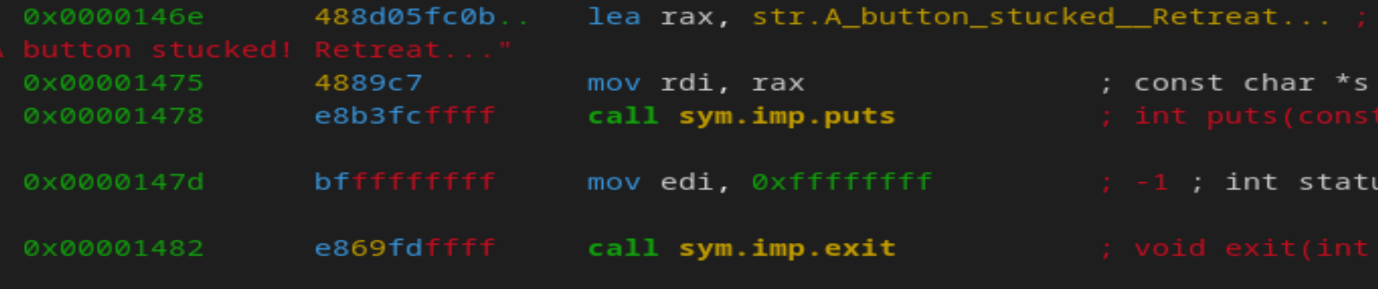 0x0000146e 488d05fc0b.. lea rax, str.A_button_stucked__Retreat... ;
A button stucked! Retreat..."
0x00001475 4889c7 mov rdi, rax ; const char *s
0x00001478 e8b3fcffff call sym.imp.puts ; int puts(const
0x0000147d bfffffffff mov edi, 0xffffffff ; -1 ; int statu
0x00001482 e869fdffff call sym.imp.exit ; void exit(int